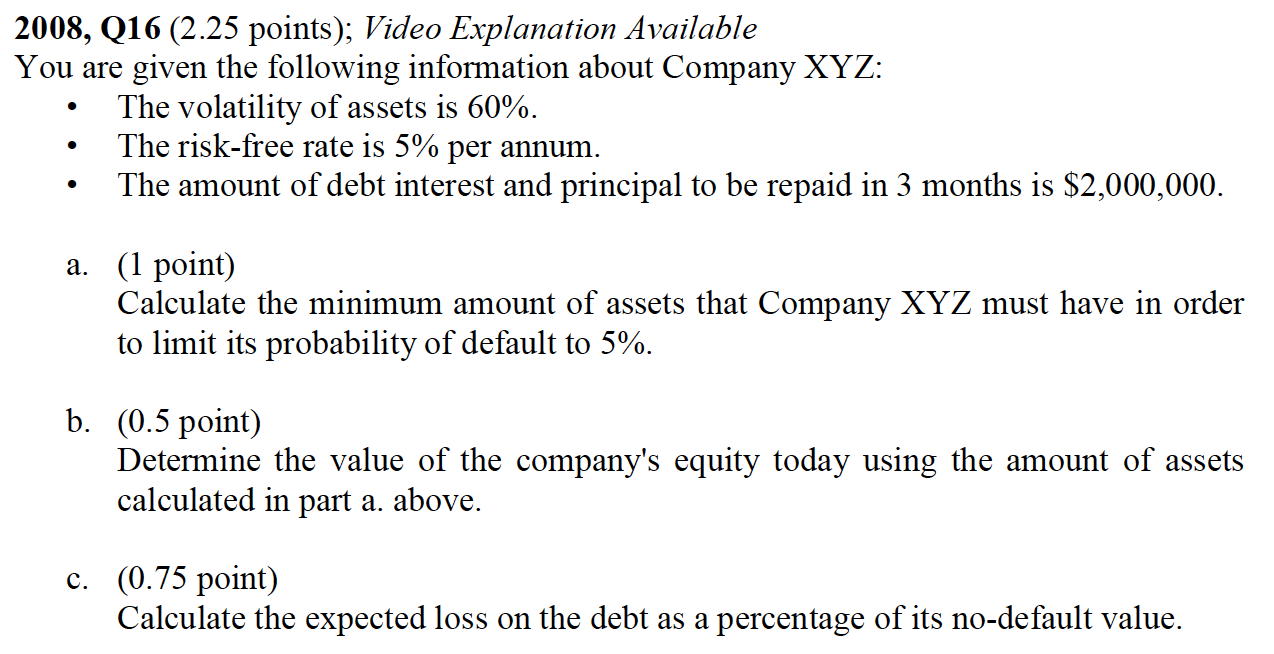 2008, Q16 (2.25 points); Video Explanation Available
You are given the following information about Company XYZ:
• The volatility of assets is 60%.
• The risk-free rate is 5% per annum.
• The amount of debt interest and principal to be repaid in 3 months is $2,000,000.
a. (1 point)
Calculate the minimum amount of assets that Company XYZ must have in order
to limit its probability of default to 5%.
b. (0.5 point)
Determine the value of the company's equity today using the amount of assets
calculated in part a. above.
c. (0.75 point)
Calculate the expected loss on the debt as a percentage of its no-default value.